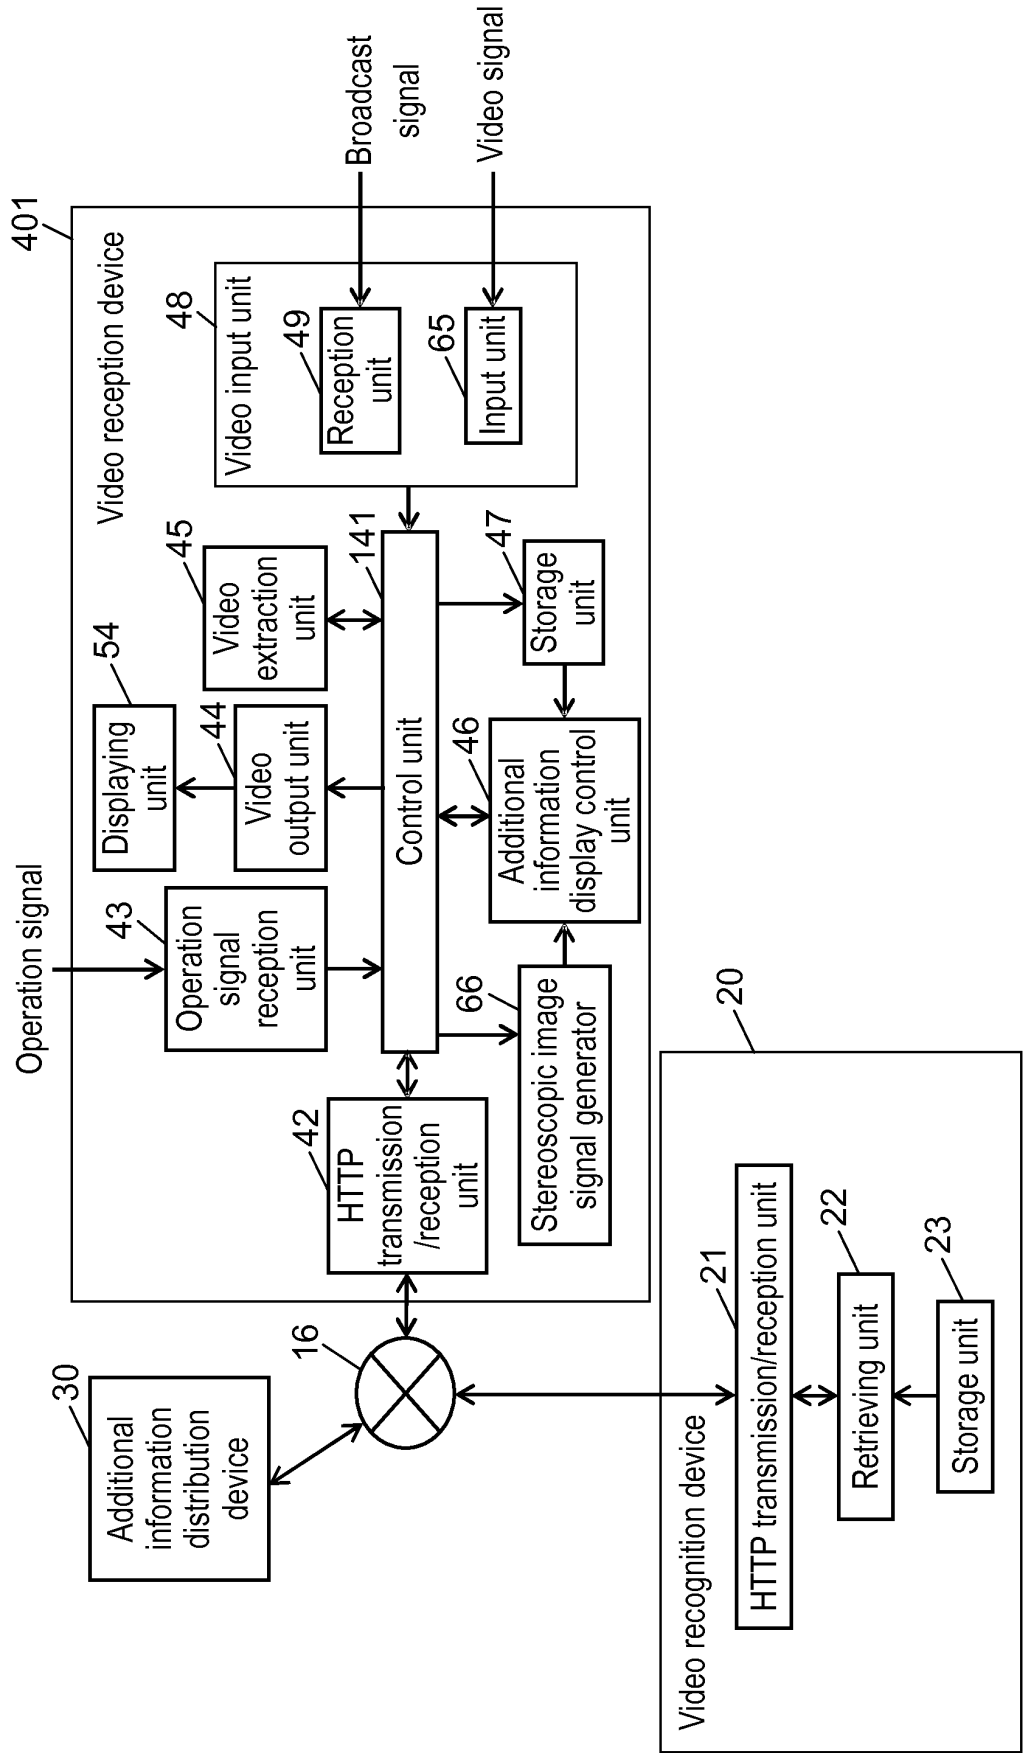 401
Video reception device
Operation signal
43
Operation
signal
reception
unit
54
Displaying
unit
44
Video
output unit
45
Video
extraction
unit
48
Video input unit
49
Reception
unit
65
Input unit
Broadcast
signal
Video signal
30
Additional
information
distribution
device
16
42
HTTP
transmission
/reception
unit
141
Control unit
66
Stereoscopic image
signal generator
46
Additional
information
display control
unit
47
Storage
unit
20
Video recognition device
21
HTTP transmission/reception unit
22
Retrieving unit
23
Storage unit